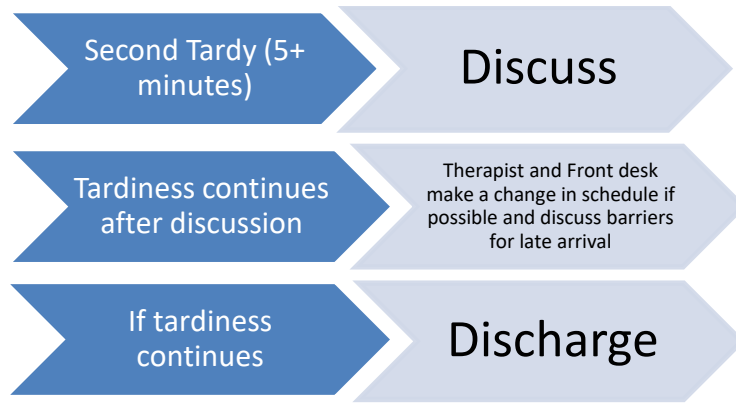 Second Tardy (5+
minutes)
Discuss
Tardiness continues
after discussion
Therapist and Front desk
make a change in schedule if
possible and discuss barriers
for late arrival
If tardiness
continues
Discharge